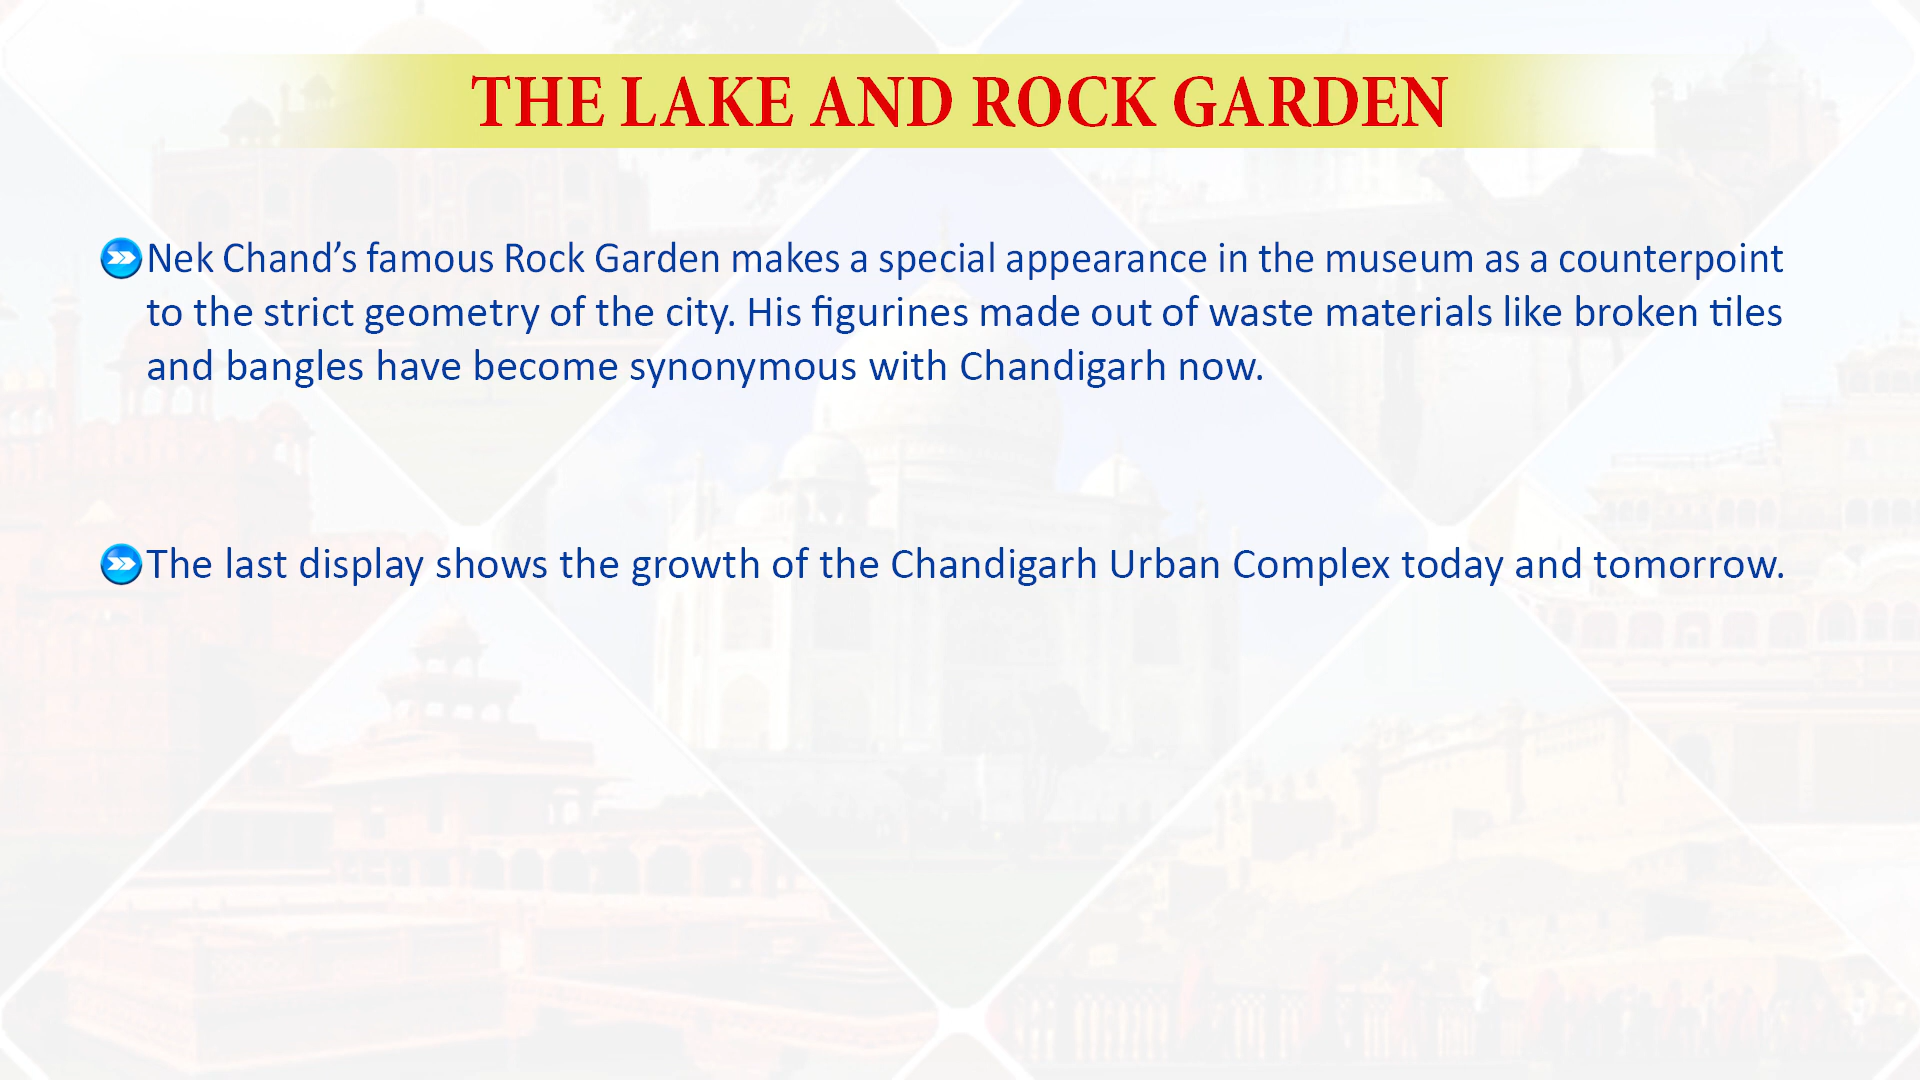 THE LAKE AND ROCK GARDEN
Nek Chand’s famous Rock Garden makes a special appearance in the museum as a counterpoint
to the strict geometry of the city. His figurines made out of waste materials like broken tiles
and bangles have become synonymous with Chandigarh now.
The last display shows the growth of the Chandigarh Urban Complex today and tomorrow.